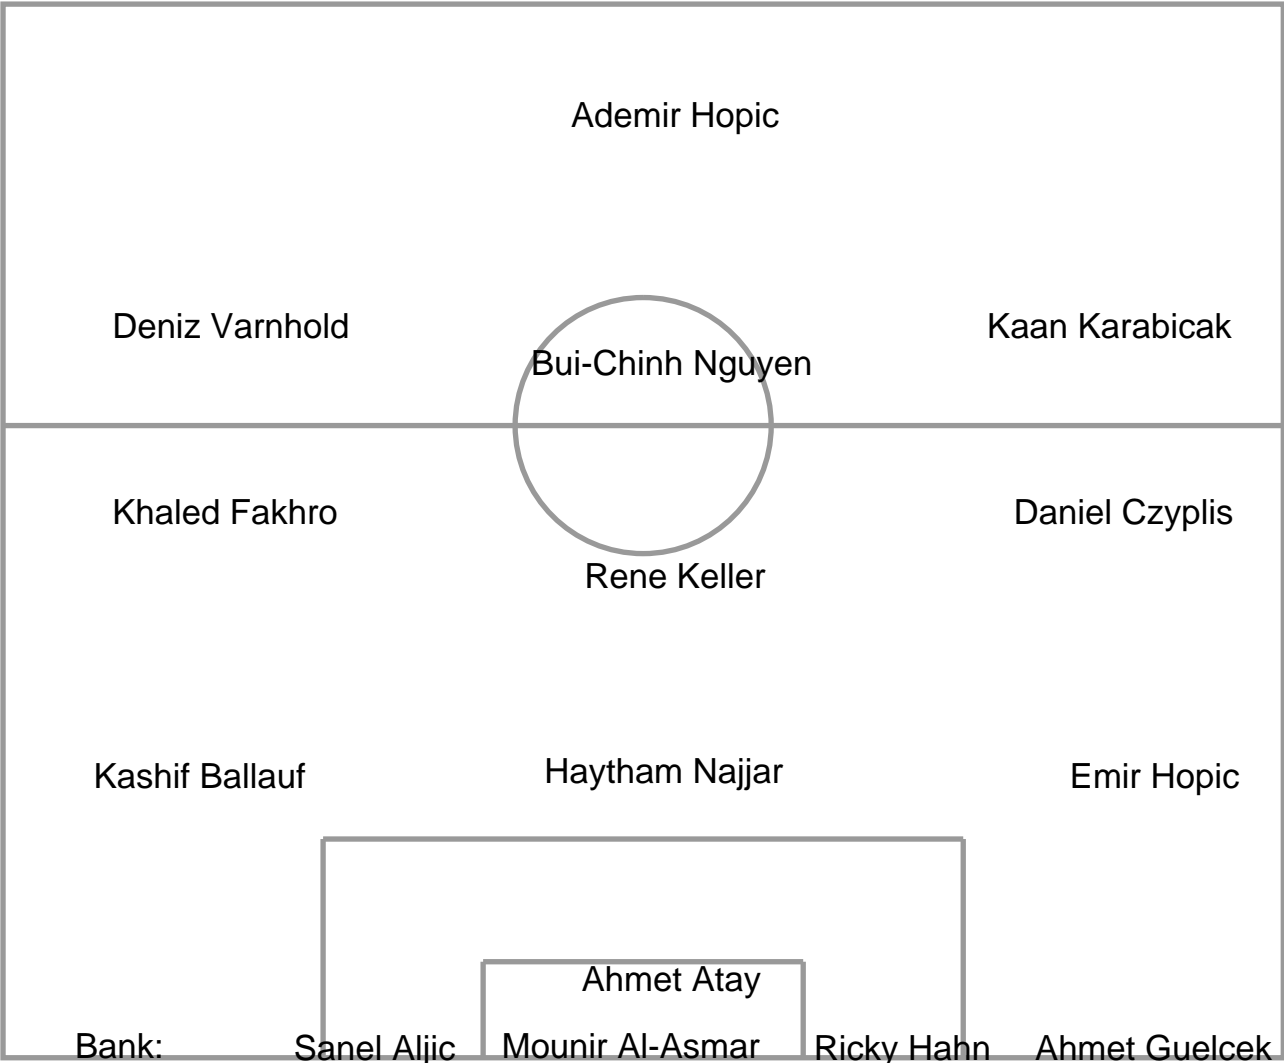 Ademir Hopic
Deniz Varnhold Kaan Karabicak
Bui-Chinh Nguyen
Khaled Fakhro Daniel Czyplis
Rene Keller
Kashif Ballauf Haytham Najjar Emir Hopic
Ahmet Atay
Bank: Sanel Aljic Mounir Al-Asmar Ricky Hahn Ahmet Guelcek